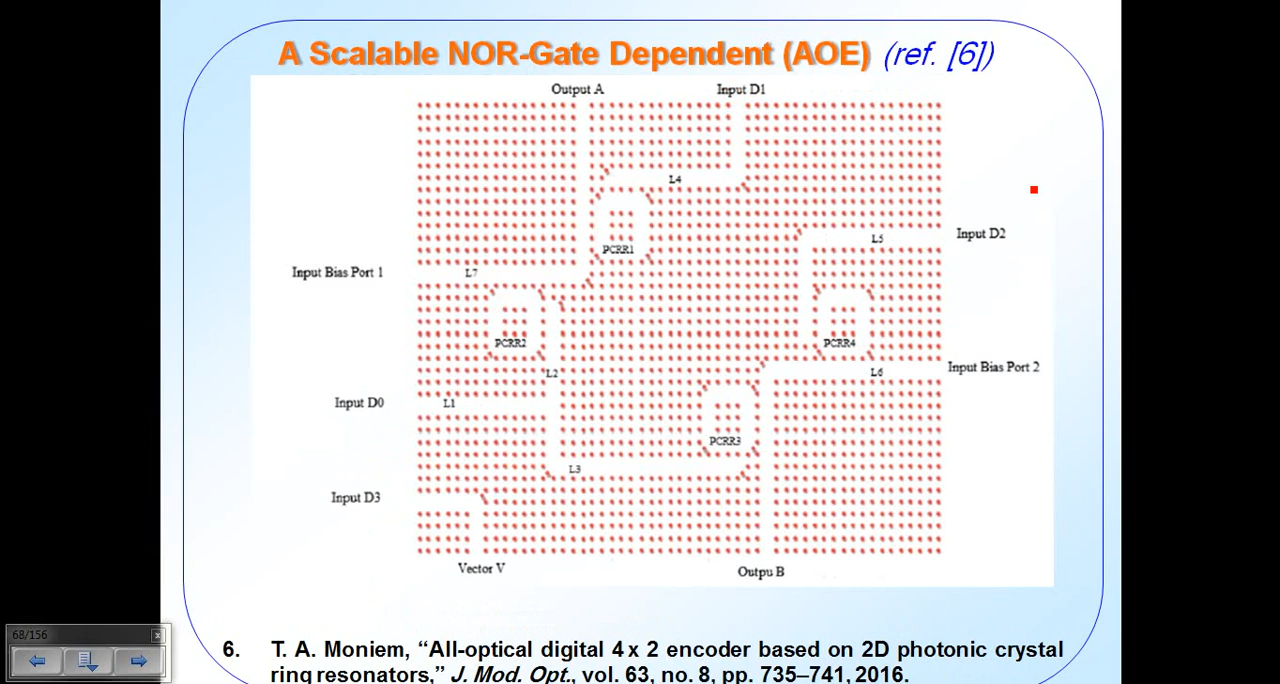 A Scalable NOR-Gate Dependent (AOE) (ref. [6])
Output A
Input D1
L4
Input D2
L5
PCRR1
Input Bias Port 1
L7
PCRR2
PCRR4
Input Bias Port 2
L2
L6
Input D0
L1
PCRR3
L3
Input D3
Vector V
Outpu B
6. T. A. Moniem, “All-optical digital 4 x 2 encoder based on 2D photonic crystal
ring resonators,” J. Mod. Opt., vol. 63, no. 8, pp. 735–741, 2016.
68/156